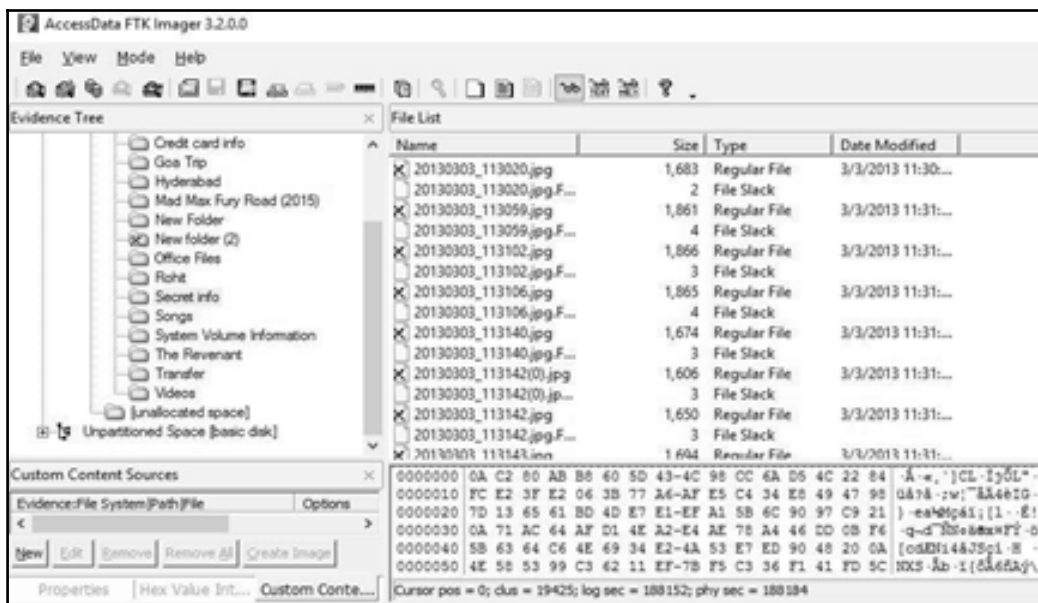 AccessData FTK Imager 3.2.0.0
File View Mode Help
Evidence Tree
Credit card info
Goa Trip
Hyderabad
Mad Max Fury Road (2015)
New Folder
New folder (2)
Office Files
Rohit
Secret info
Songs
System Volume Information
The Revenant
Transfer
Videos
[unallocated space]
Unpartitioned Space [basic disk]
Custom Content Sources
Evidence:File System|Path|File Options
New Edit Remove Remove All Create Image
Properties Hex Value Int... Custom Conte...
File List
Name Size Type Date Modified
20130303_113020.jpg 1,683 Regular File 3/3/2013 11:30:...
20130303_113020.jpg.F... 2 File Slack
20130303_113059.jpg 1,861 Regular File 3/3/2013 11:31:...
20130303_113059.jpg.F... 4 File Slack
20130303_113102.jpg 1,866 Regular File 3/3/2013 11:31:...
20130303_113102.jpg.F... 3 File Slack
20130303_113106.jpg 1,865 Regular File 3/3/2013 11:31:...
20130303_113106.jpg.F... 4 File Slack
20130303_113140.jpg 1,674 Regular File 3/3/2013 11:31:...
20130303_113140.jpg.F... 3 File Slack
20130303_113142(0).jpg 1,606 Regular File 3/3/2013 11:31:...
20130303_113142(0).jp... 3 File Slack
20130303_113142.jpg 1,650 Regular File 3/3/2013 11:31:...
20130303_113142.jpg.F... 3 File Slack
20130303_113143.jpg 1,694 Regular File 3/3/2013 11:31:...
0000000 0A C2 80 AB B8 60 5D 43-4C 98 CC 6A D5 4C 22 84
0000010 FC E2 3F E2 06 3B 77 A6-AF E5 C4 34 E8 49 47 98
0000020 7D 13 65 61 BD 4D E7 E1-EF A1 5B 6C 90 97 C9 21
0000030 0A 71 AC 64 AF D1 4E A2-E4 AE 78 A4 46 DD 0B F6
0000040 5B 63 64 C6 4E 69 34 E2-4A 53 E7 ED 90 48 20 0A
0000050 4E 58 53 99 C3 62 11 EF-7B F5 C3 36 F1 41 FD 5C
Cursor pos = 0; clus = 19425; log sec = 188152; phy sec = 188184